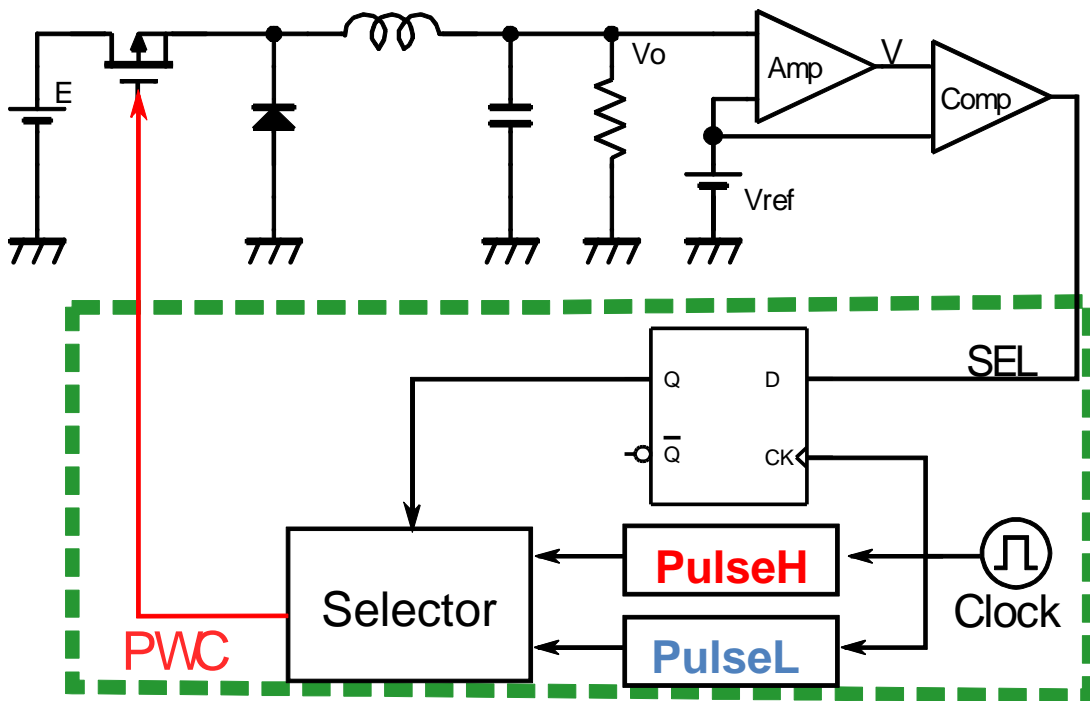 E
Vo
Amp
V
Comp
Vref
SEL
Q
D
Q̅
CK
PulseH
Selector
Clock
PulseL
PWC